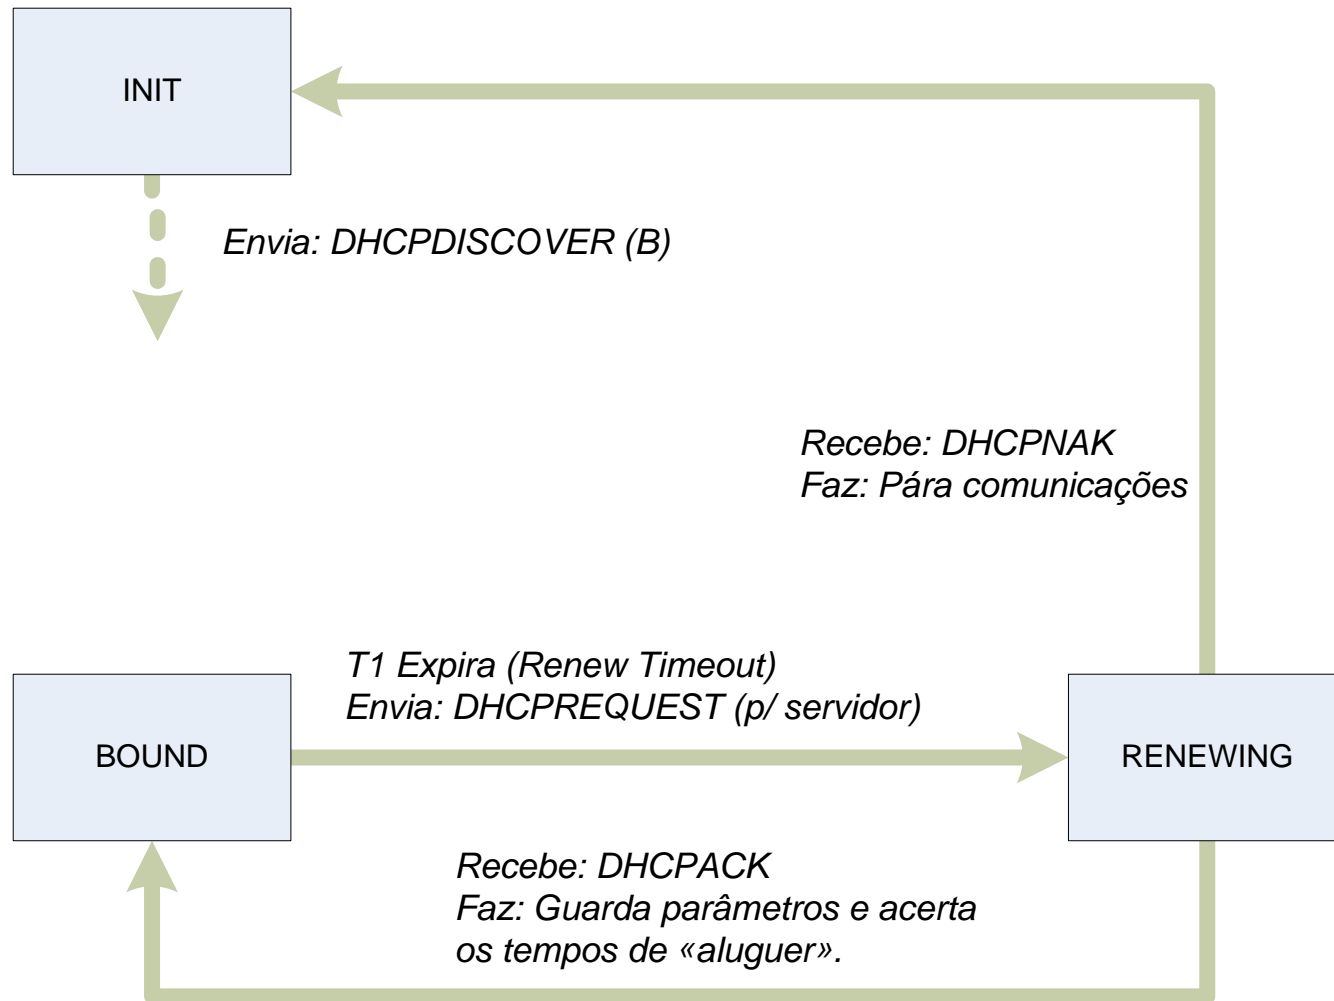 INIT
Envia: DHCPDISCOVER (B)
Recebe: DHCPNAK
Faz: Pára comunicações
T1 Expira (Renew Timeout)
Envia: DHCPREQUEST (p/ servidor)
BOUND
RENEWING
Recebe: DHCPACK
Faz: Guarda parâmetros e acerta
os tempos de «aluguer».